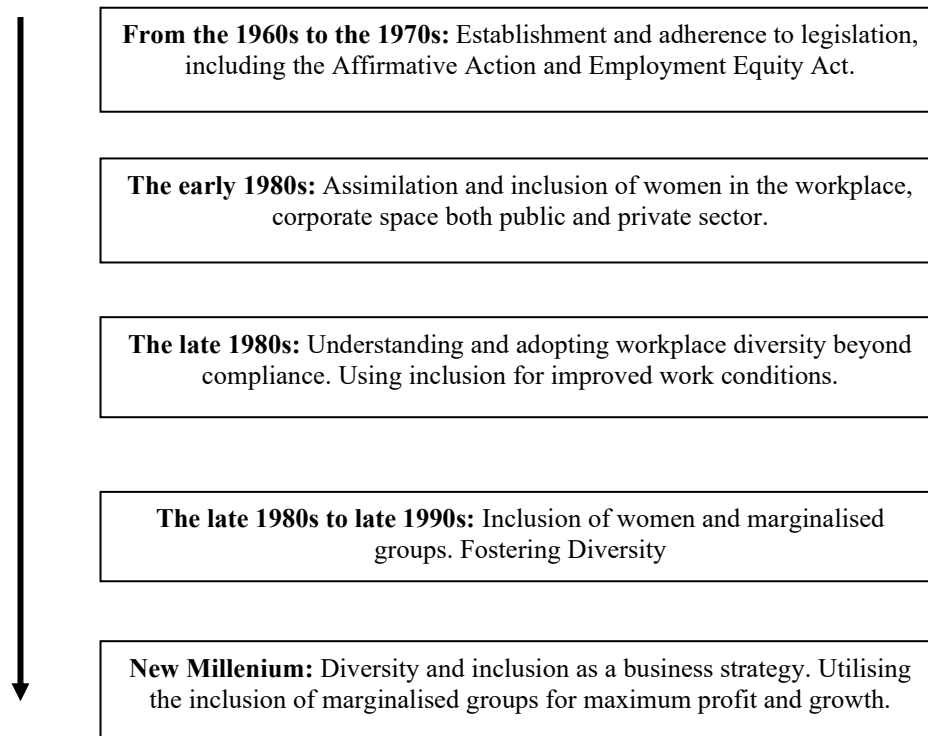 From the 1960s to the 1970s: Establishment and adherence to legislation,
including the Affirmative Action and Employment Equity Act.
The early 1980s: Assimilation and inclusion of women in the workplace,
corporate space both public and private sector.
The late 1980s: Understanding and adopting workplace diversity beyond
compliance. Using inclusion for improved work conditions.
The late 1980s to late 1990s: Inclusion of women and marginalised
groups. Fostering Diversity
New Millenium: Diversity and inclusion as a business strategy. Utilising
the inclusion of marginalised groups for maximum profit and growth.